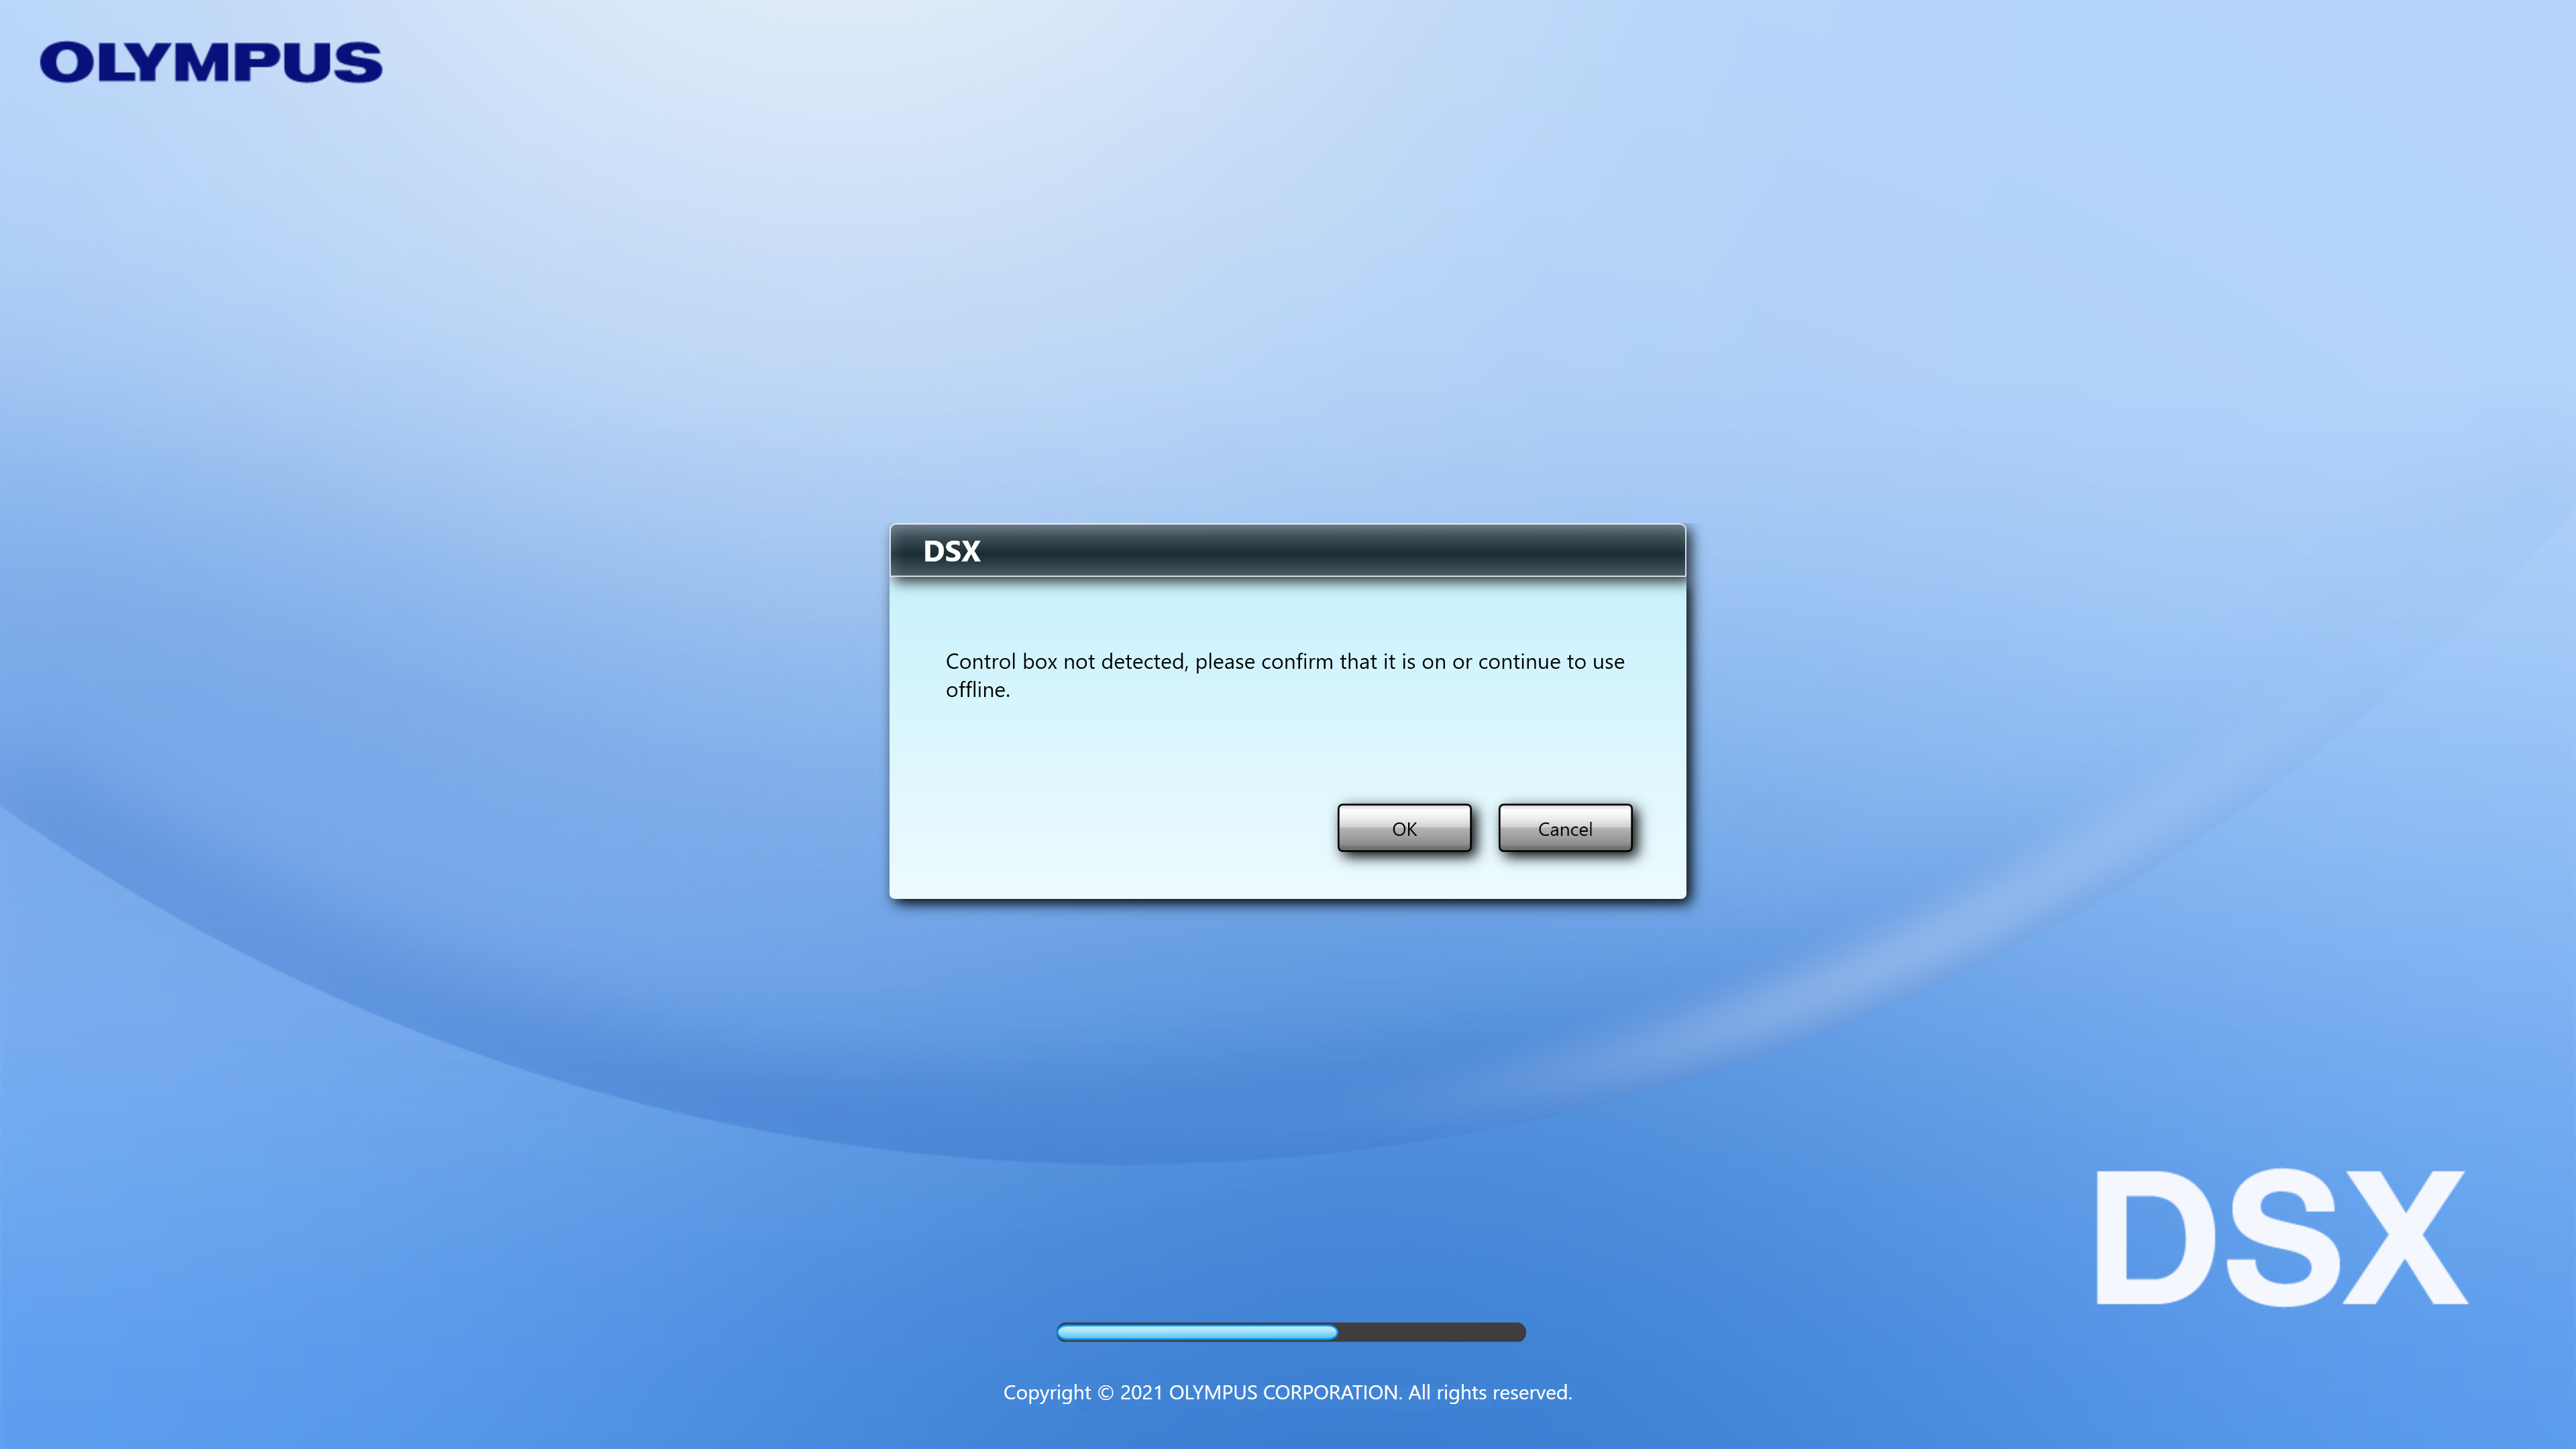 OLYMPUS
DSX
Control box not detected, please confirm that it is on or continue to use
offline.
OK Cancel
DSX
Copyright © 2021 OLYMPUS CORPORATION. All rights reserved.